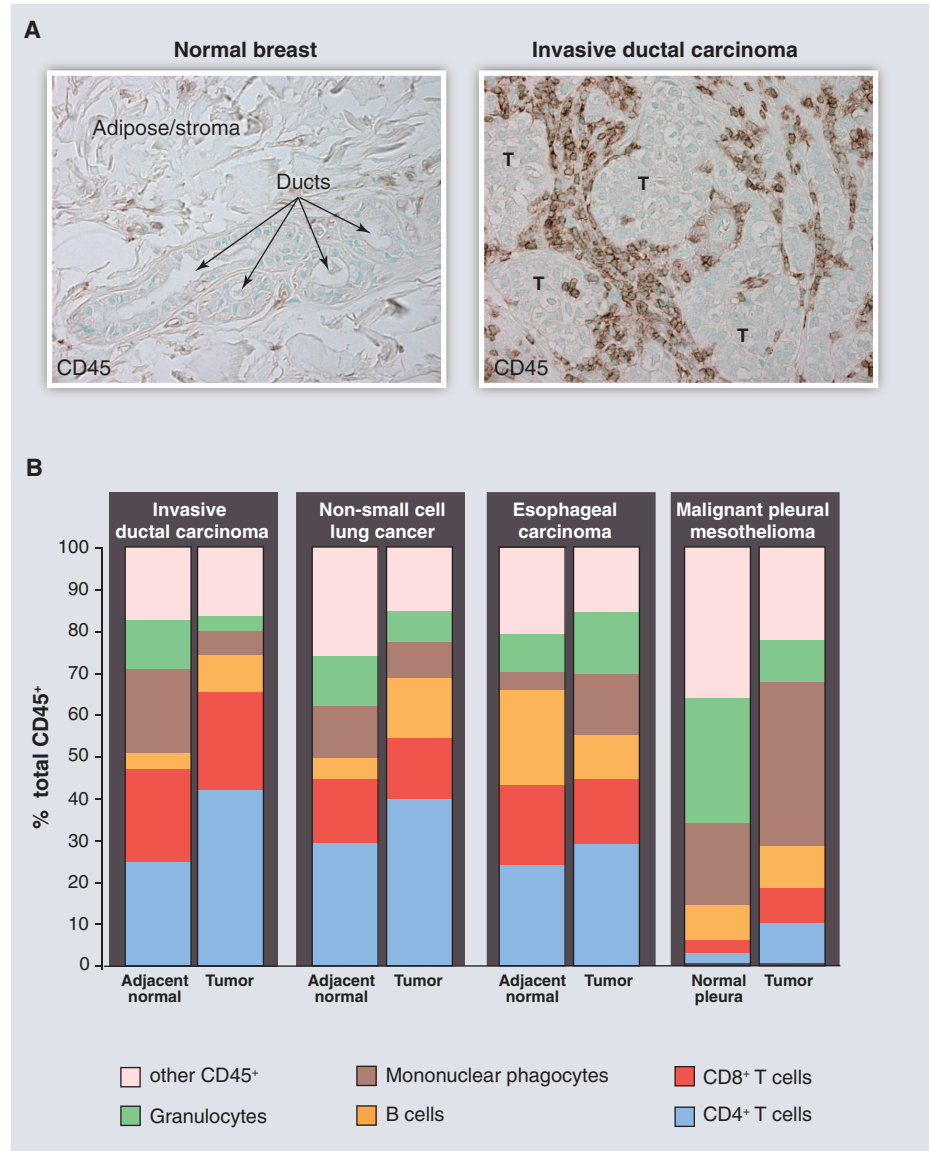 A
Normal breast
Invasive ductal carcinoma
Adipose/stroma
Ducts
CD45
T
T
T
T
CD45
B
Invasive
ductal carcinoma
Non-small cell
lung cancer
Esophageal
carcinoma
Malignant pleural
mesothelioma
% total CD45⁺
100
90
80
70
60
50
40
30
20
10
0
Adjacent
normal
Tumor
Adjacent
normal
Tumor
Adjacent
normal
Tumor
Normal
pleura
Tumor
other CD45⁺
Mononuclear phagocytes
CD8⁺ T cells
Granulocytes
B cells
CD4⁺ T cells